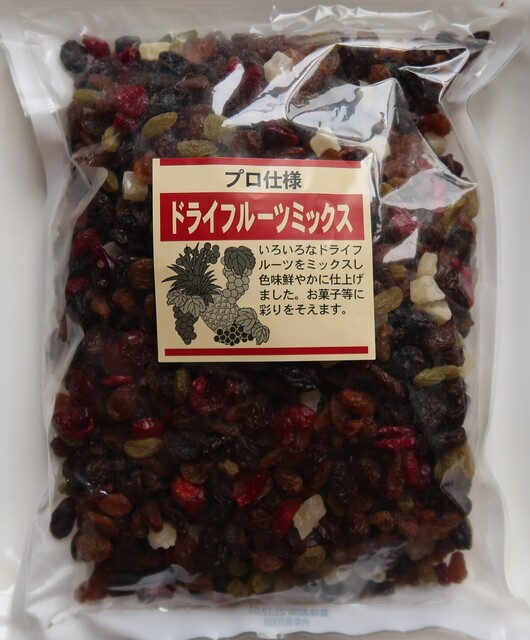 プロ仕様
ドライフルーツミックス
いろいろなドライフ
ルーツをミックスし
色味鮮やかに仕上げ
ました。お菓子等に
彩りをそえます。